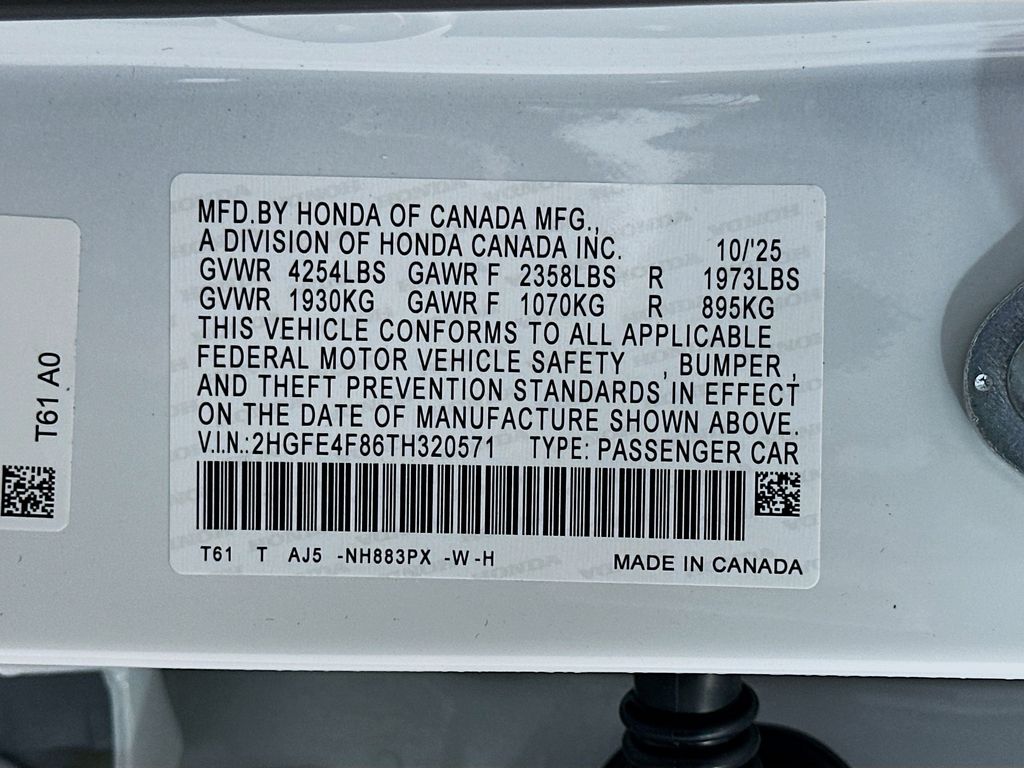 MFD.BY HONDA OF CANADA MFG.,
A DIVISION OF HONDA CANADA INC. 10/'25
GVWR 4254LBS GAWR F 2358LBS R 1973LBS
GVWR 1930KG GAWR F 1070KG R 895KG
THIS VEHICLE CONFORMS TO ALL APPLICABLE
FEDERAL MOTOR VEHICLE SAFETY , BUMPER ,
AND THEFT PREVENTION STANDARDS IN EFFECT
ON THE DATE OF MANUFACTURE SHOWN ABOVE.
V.I.N.:2HGFE4F86TH320571 TYPE: PASSENGER CAR
T61 T AJ5 -NH883PX -W-H MADE IN CANADA
T61 A0